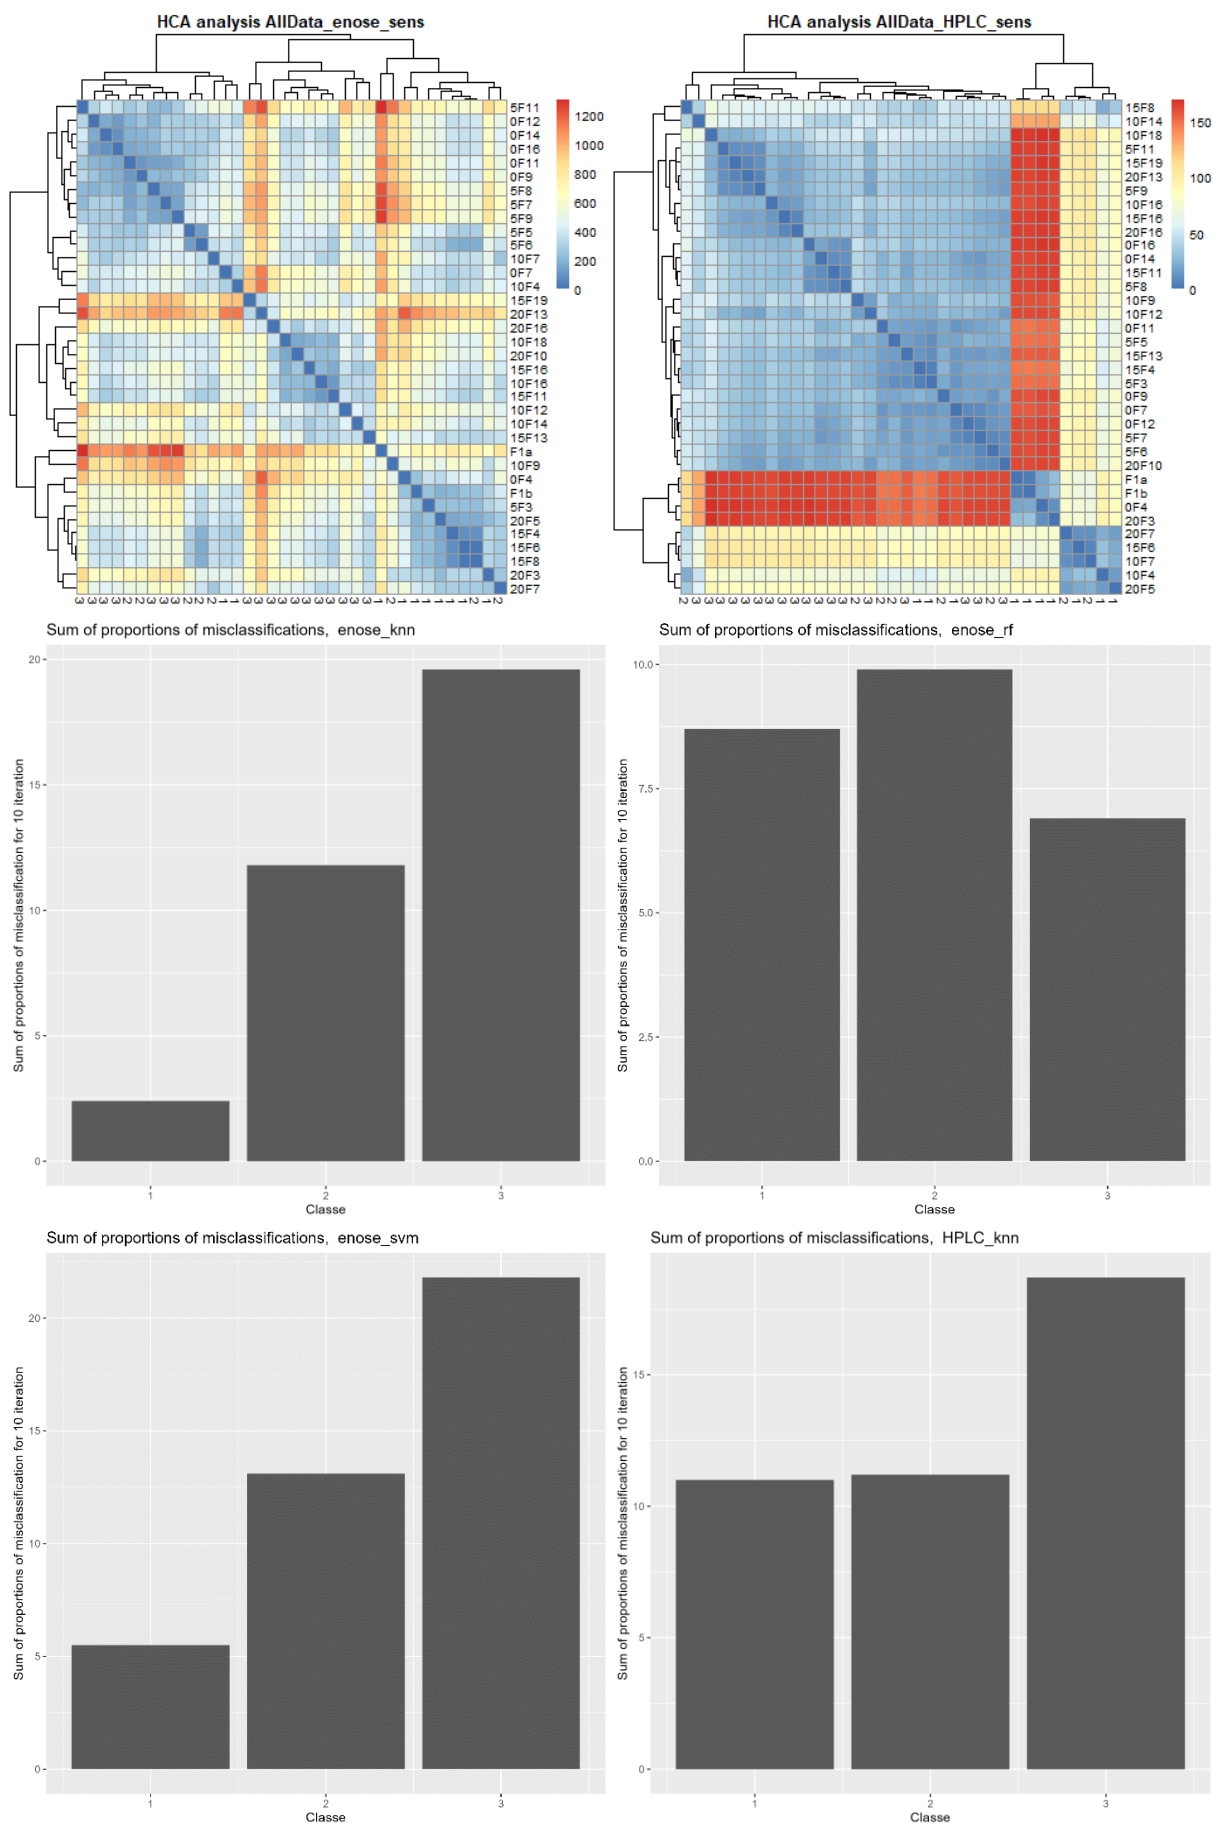 HCA analysis AllData_enose_sens
5F11
0F12
0F14
0F16
0F11
0F9
5F8
5F7
5F9
5F5
5F6
10F7
0F7
10F4
15F19
20F13
20F16
10F18
20F10
15F16
10F16
15F11
10F12
10F14
15F13
F1a
10F9
0F4
F1b
5F3
20F5
15F4
15F6
15F8
20F3
20F7
1200
1000
800
600
400
200
0
HCA analysis AllData_HPLC_sens
15F8
10F14
10F18
5F11
15F19
20F13
5F9
10F16
15F16
20F16
0F16
0F14
15F11
5F8
10F9
10F12
0F11
5F5
15F13
15F4
5F3
0F9
0F7
0F12
5F7
5F6
20F10
F1a
F1b
0F4
20F3
20F7
15F6
10F7
10F4
20F5
150
100
50
0
Sum of proportions of misclassifications, enose_knn
Sum of proportions of misclassification for 10 iteration
20
15
10
5
0
1 2 3
Classe
Sum of proportions of misclassifications, enose_rf
Sum of proportions of misclassification for 10 iteration
10.0
7.5
5.0
2.5
0.0
1 2 3
Classe
Sum of proportions of misclassifications, enose_svm
Sum of proportions of misclassification for 10 iteration
20
15
10
5
0
1 2 3
Classe
Sum of proportions of misclassifications, HPLC_knn
Sum of proportions of misclassification for 10 iteration
15
10
5
0
1 2 3
Classe